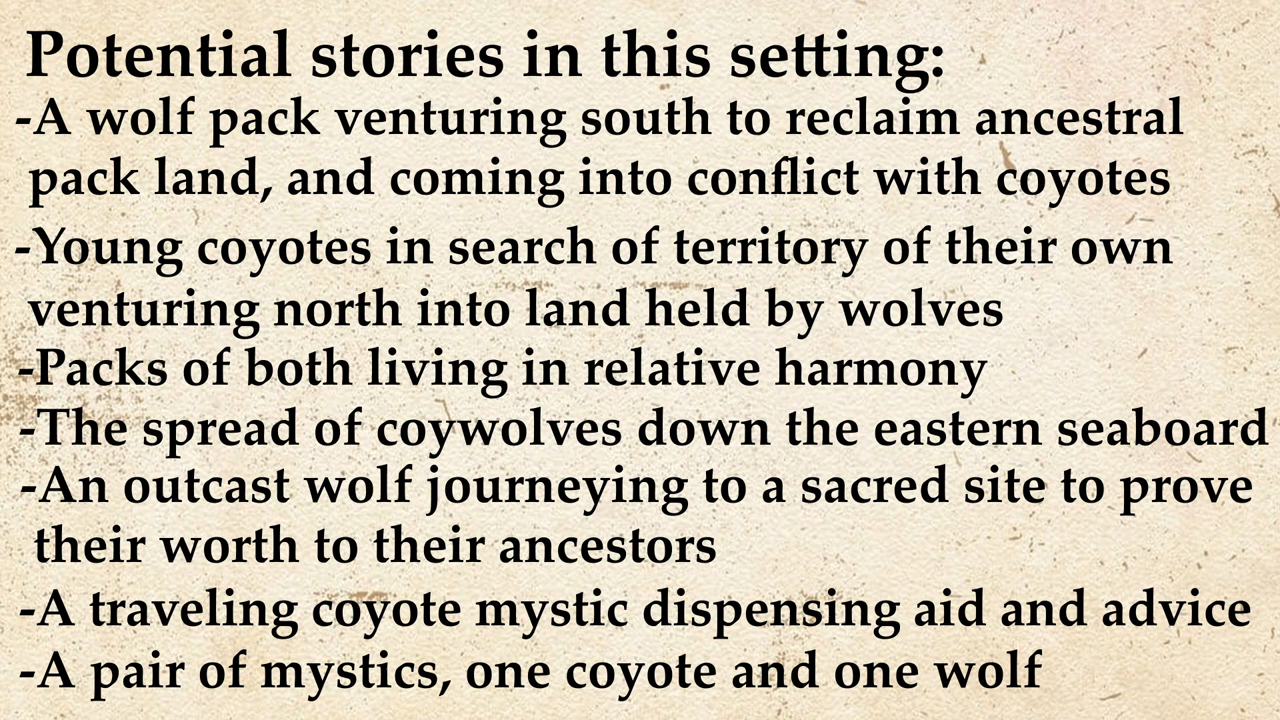 Potential stories in this setting:
-A wolf pack venturing south to reclaim ancestral
pack land, and coming into conflict with coyotes
-Young coyotes in search of territory of their own
venturing north into land held by wolves
-Packs of both living in relative harmony
-The spread of coywolves down the eastern seaboard
-An outcast wolf journeying to a sacred site to prove
their worth to their ancestors
-A traveling coyote mystic dispensing aid and advice
-A pair of mystics, one coyote and one wolf